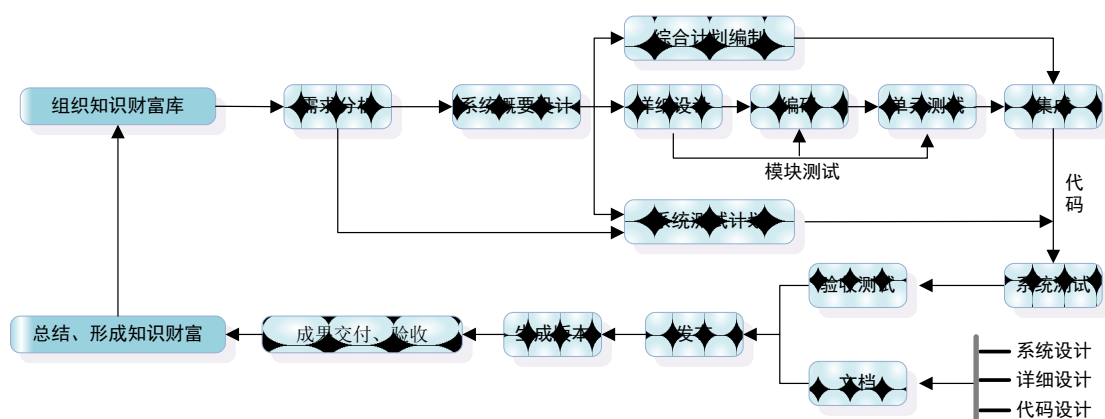 综合计划编制
组织知识财富库
需求分析
系统概要设计
详细设计
编码
单元测试
集成
模块测试
代
码
系统测试计划
验收测试
系统测试
总结、形成知识财富
成果交付、验收
生成版本
发布
系统设计
文档
详细设计
代码设计